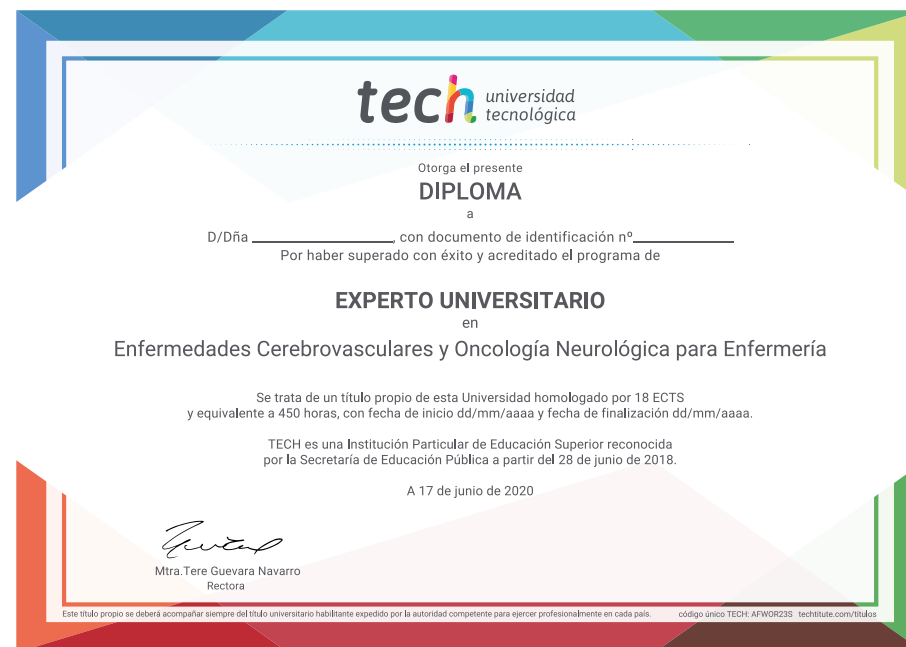 tech universidad
tecnológica
Otorga el presente
DIPLOMA
a
D/Dña ____________________, con documento de identificación nº______________
Por haber superado con éxito y acreditado el programa de
EXPERTO UNIVERSITARIO
en
Enfermedades Cerebrovasculares y Oncología Neurológica para Enfermería
Se trata de un título propio de esta Universidad homologado por 18 ECTS
y equivalente a 450 horas, con fecha de inicio dd/mm/aaaa y fecha de finalización dd/mm/aaaa.
TECH es una Institución Particular de Educación Superior reconocida
por la Secretaría de Educación Pública a partir del 28 de junio de 2018.
A 17 de junio de 2020
Mtra.Tere Guevara Navarro
Rectora
Este título propio se deberá acompañar siempre del título universitario habilitante expedido por la autoridad competente para ejercer profesionalmente en cada país. código único TECH: AFWOR23S techtitute.com/titulos